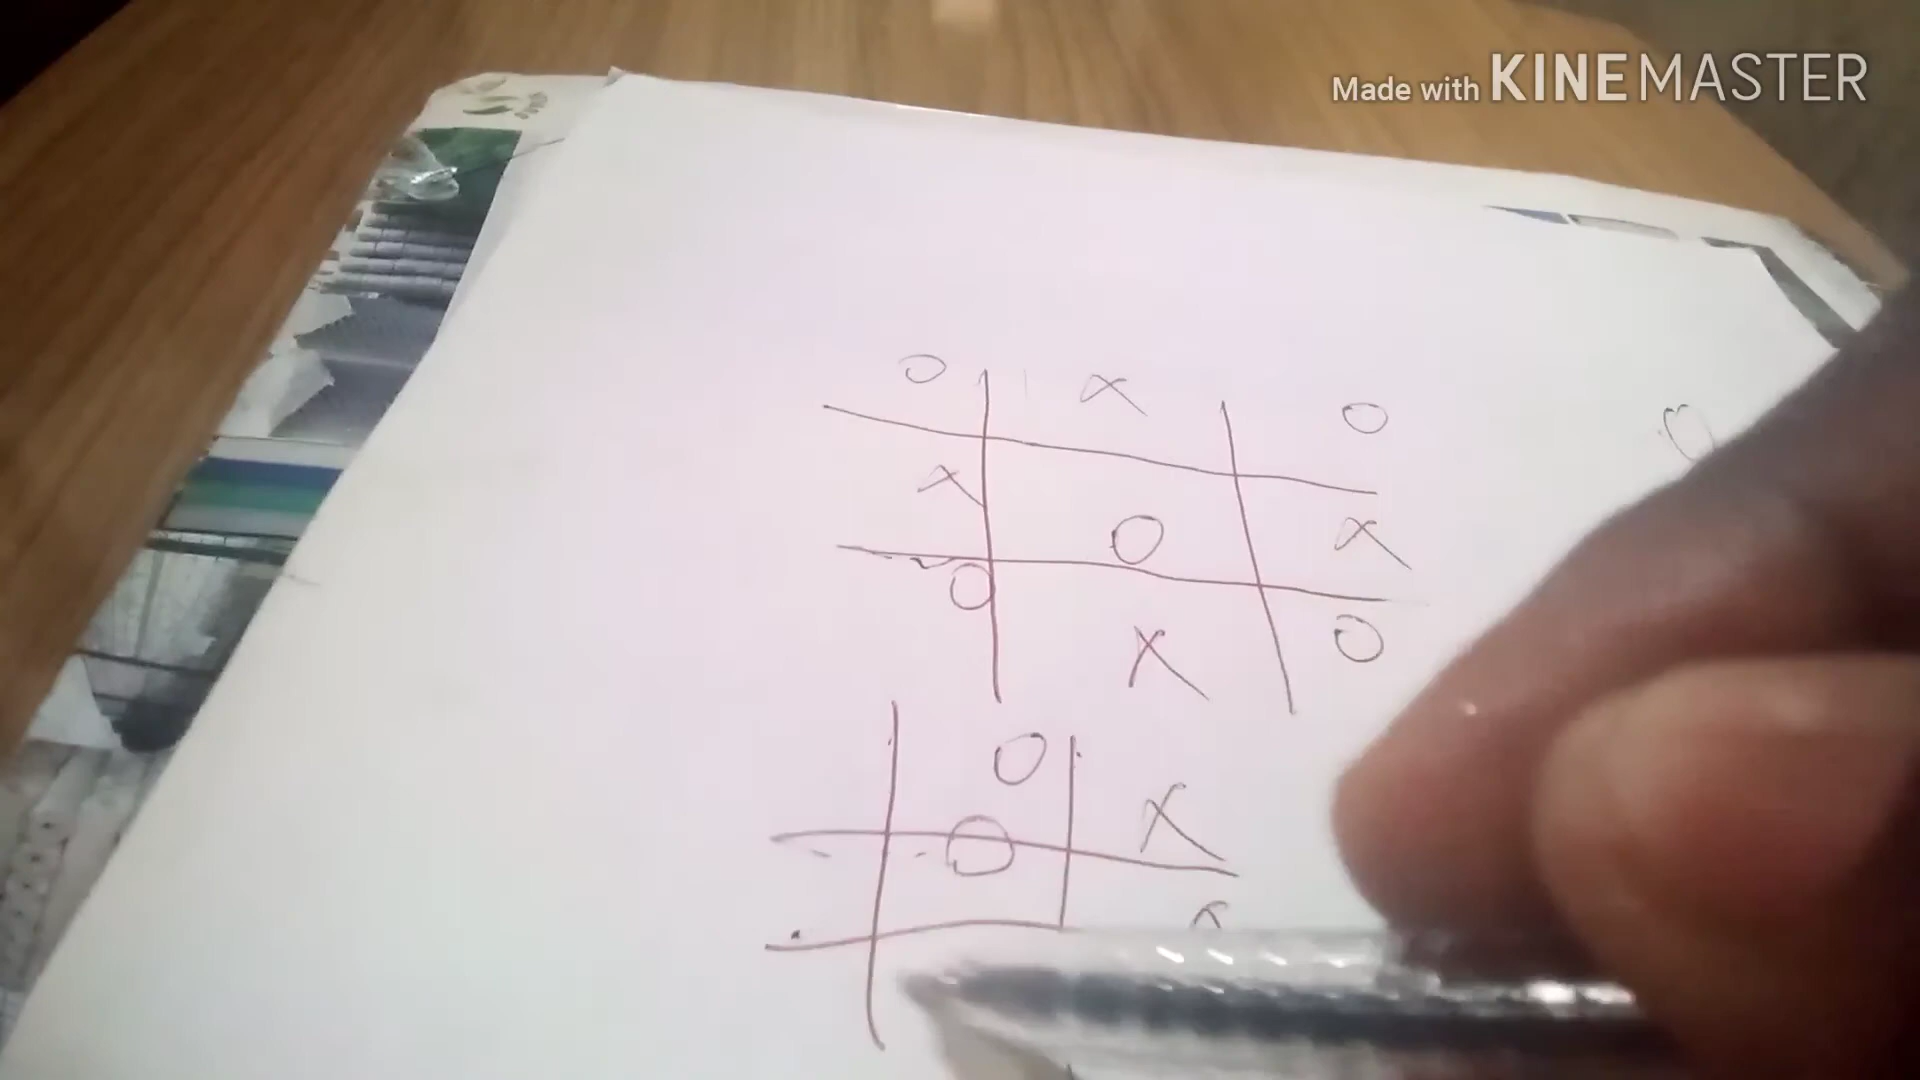 Made with KINEMASTER
O X O
X O X
O X O
O
O X
X